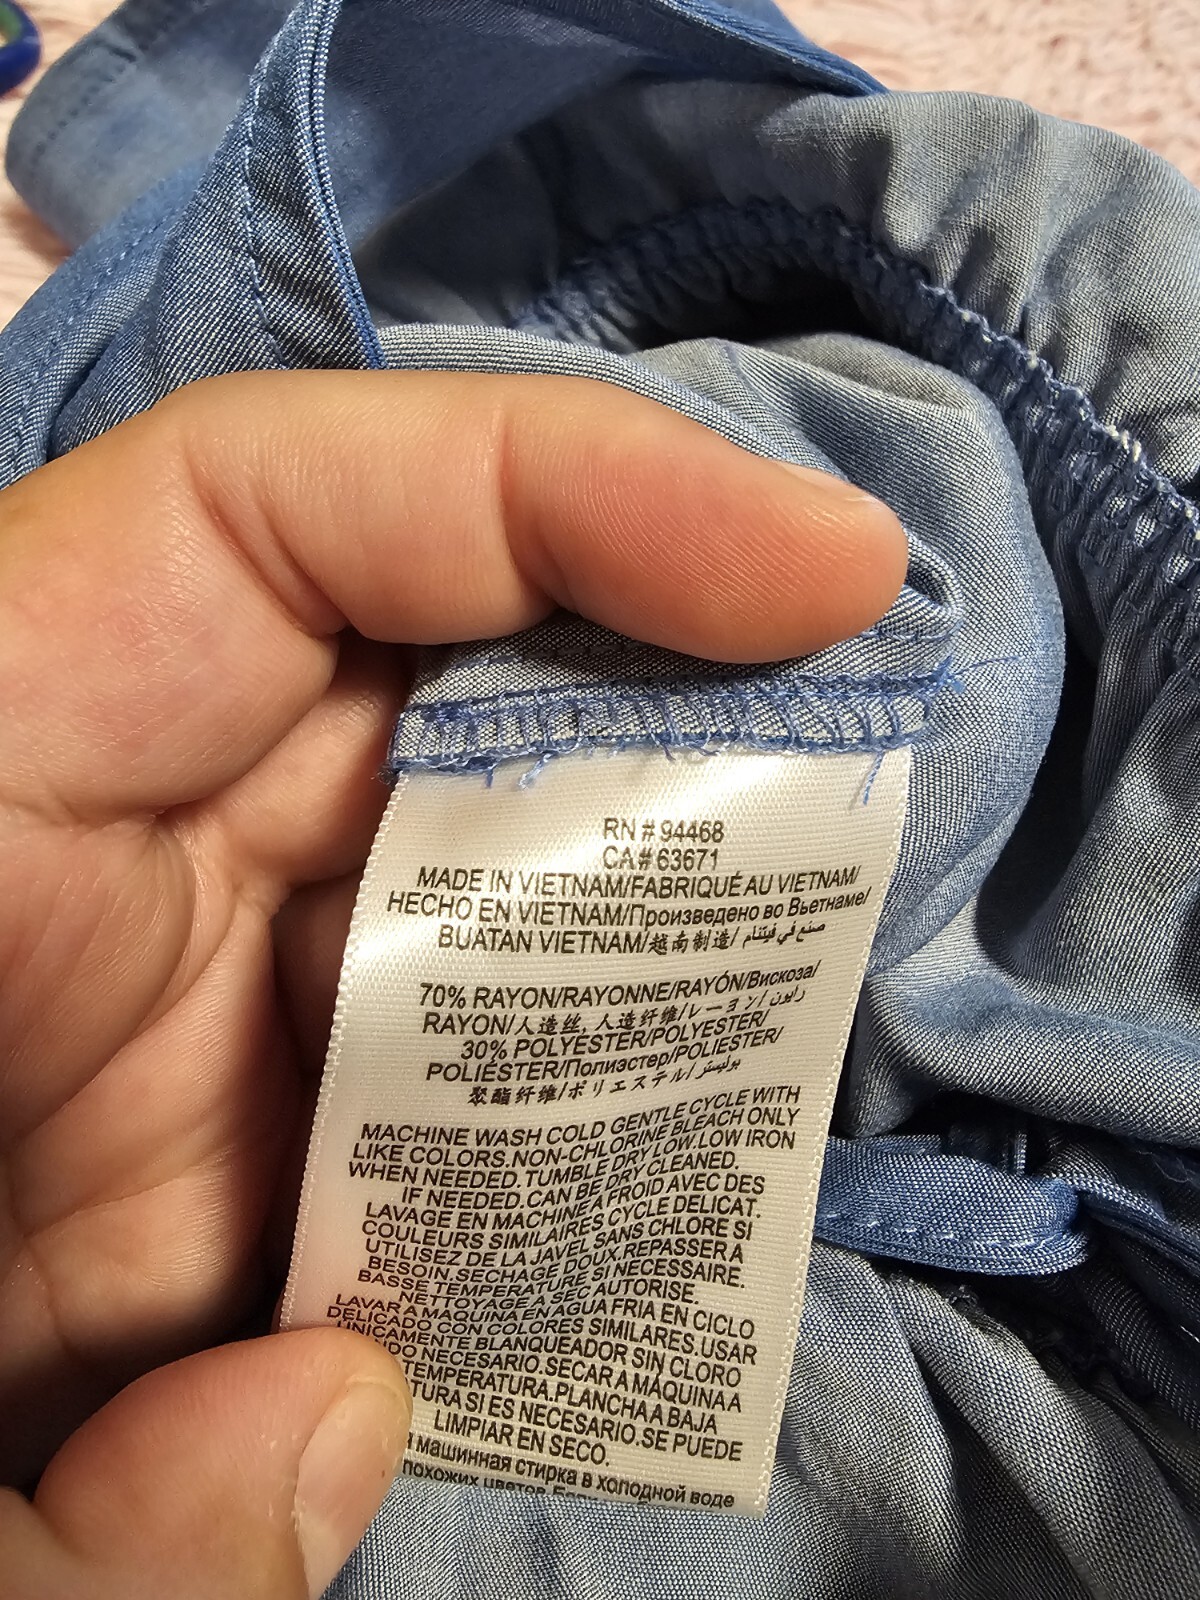 RN # 94468
CA # 63671
MADE IN VIETNAM/FABRIQUÉ AU VIETNAM/
HECHO EN VIETNAM/Произведено во Вьетнаме/
BUATAN VIETNAM/越南制造/ صنع في فيتنام
70% RAYON/RAYONNE/RAYÓN/Вискоза/
RAYON/人造丝, 人造纤维/レーヨン/ رايون
30% POLYESTER/POLYESTER/
POLIÉSTER/Полиэстер/POLIESTER/
聚酯纤维/ポリエステル/ بوليستر
MACHINE WASH COLD GENTLE CYCLE WITH
LIKE COLORS.NON-CHLORINE BLEACH ONLY
WHEN NEEDED.TUMBLE DRY LOW.LOW IRON
IF NEEDED.CAN BE DRY CLEANED.
LAVAGE EN MACHINE A FROID AVEC DES
COULEURS SIMILAIRES CYCLE DELICAT.
UTILISEZ DE LA JAVEL SANS CHLORE SI
BESOIN.SECHAGE DOUX.REPASSER A
BASSE TEMPERATURE SI NECESSAIRE.
NETTOYAGE A SEC AUTORISE.
LAVAR A MAQUINA EN AGUA FRIA EN CICLO
DELICADO CON COLORES SIMILARES.USAR
UNICAMENTE BLANQUEADOR SIN CLORO
NDO NECESARIO.SECAR A MAQUINA A
TEMPERATURA.PLANCHA A BAJA
TURA SI ES NECESARIO.SE PUEDE
LIMPIAR EN SECO.
машинная стирка в холодной воде
похожих цветов.